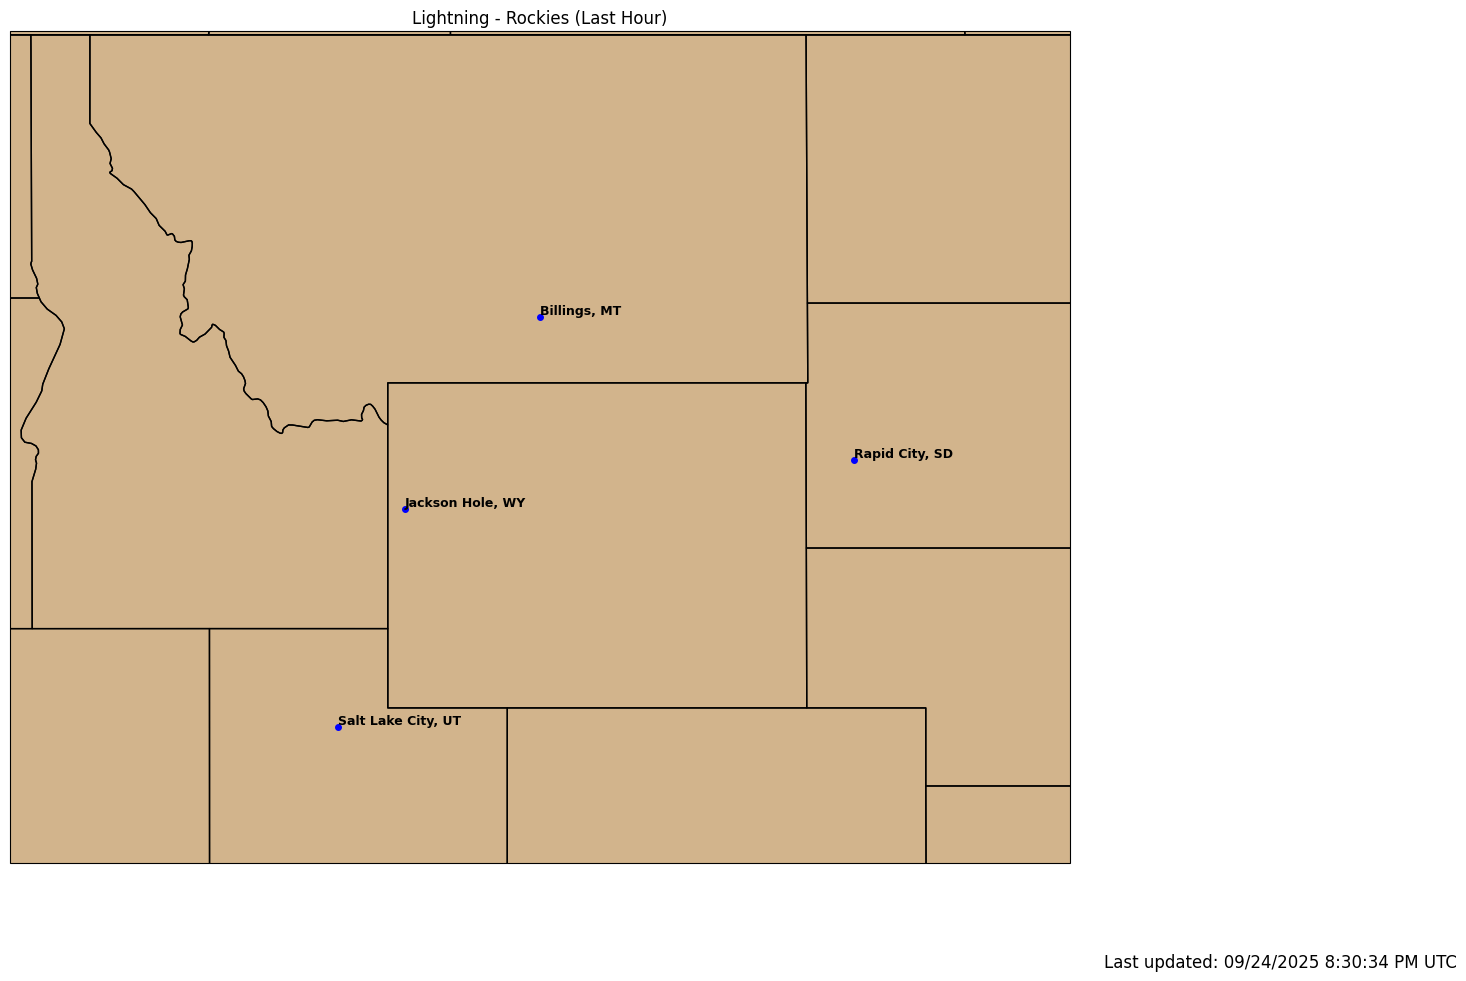 Lightning - Rockies (Last Hour)
Billings, MT
Rapid City, SD
Jackson Hole, WY
Salt Lake City, UT
Last updated: 09/24/2025 8:30:34 PM UTC